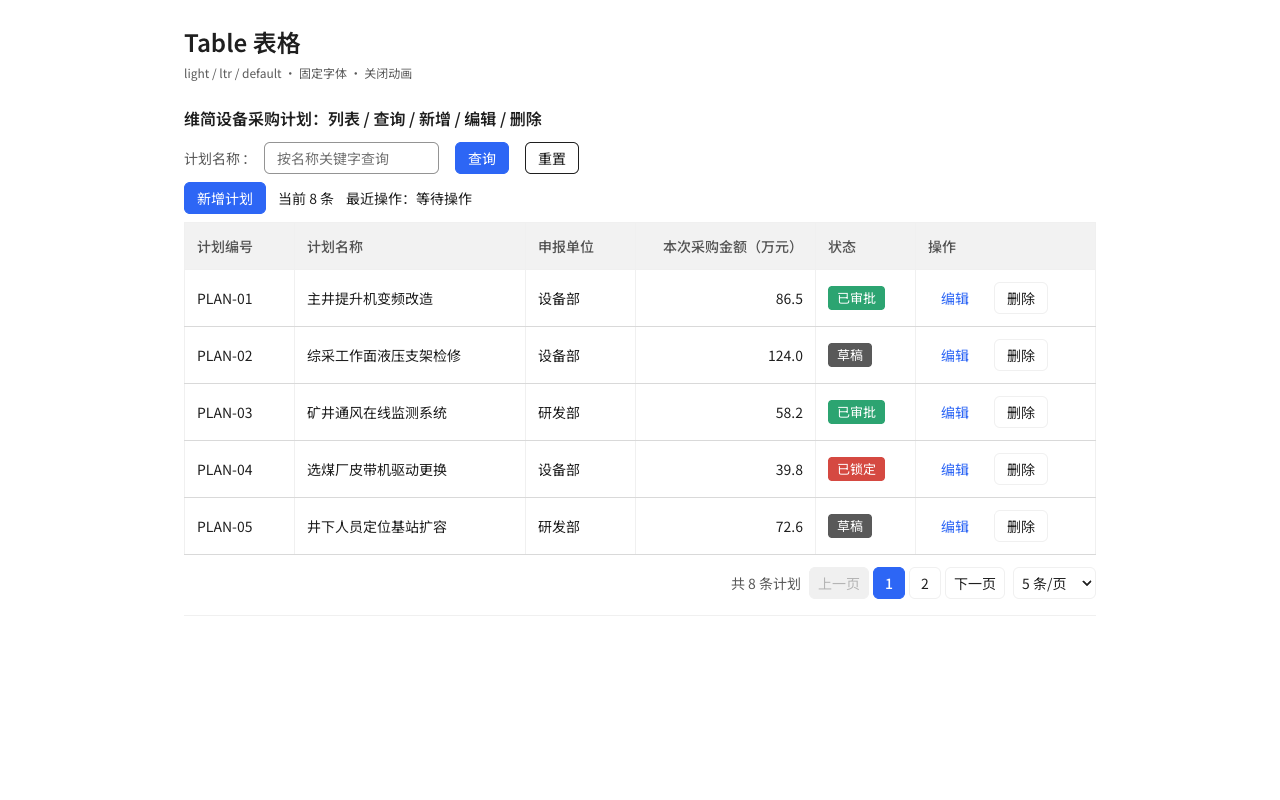 Table 表格
light / ltr / default · 固定字体 · 关闭动画
维简设备采购计划：列表 / 查询 / 新增 / 编辑 / 删除
计划名称： 按名称关键字查询 查询 重置
新增计划 当前 8 条 最近操作：等待操作
计划编号 计划名称 申报单位 本次采购金额（万元） 状态 操作
PLAN-01 主井提升机变频改造 设备部 86.5 已审批 编辑 删除
PLAN-02 综采工作面液压支架检修 设备部 124.0 草稿 编辑 删除
PLAN-03 矿井通风在线监测系统 研发部 58.2 已审批 编辑 删除
PLAN-04 选煤厂皮带机驱动更换 设备部 39.8 已锁定 编辑 删除
PLAN-05 井下人员定位基站扩容 研发部 72.6 草稿 编辑 删除
共 8 条计划 上一页 1 2 下一页 5 条/页